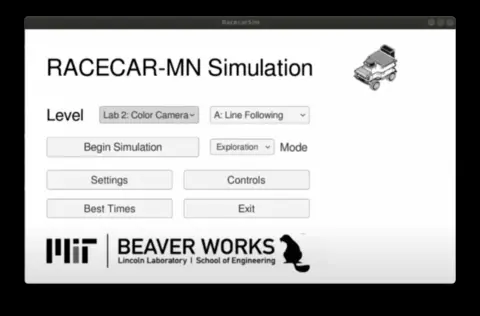 RacecarSim
RACECAR-MN Simulation
Level Lab 2: Color Camera A: Line Following
Begin Simulation Exploration Mode
Settings Controls
Best Times Exit
MIT BEAVER WORKS
Lincoln Laboratory | School of Engineering